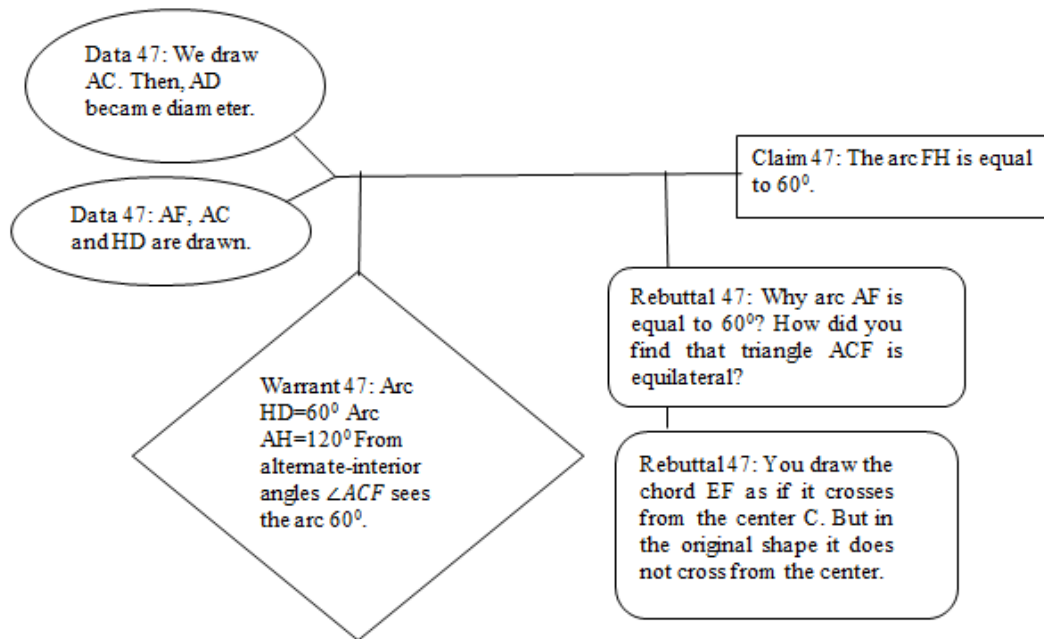 Data 47: We draw
AC. Then, AD
became diameter.
Data 47: AF, AC
and HD are drawn.
Claim 47: The arc FH is equal
to 60⁰.
Warrant 47: Arc
HD=60⁰ Arc
AH=120⁰ From
alternate-interior
angles ∠𝐴𝐶𝐹 sees
the arc 60⁰.
Rebuttal 47: Why arc AF is
equal to 60⁰? How did you
find that triangle ACF is
equilateral?
Rebuttal 47: You draw the
chord EF as if it crosses
from the center C. But in
the original shape it does
not cross from the center.